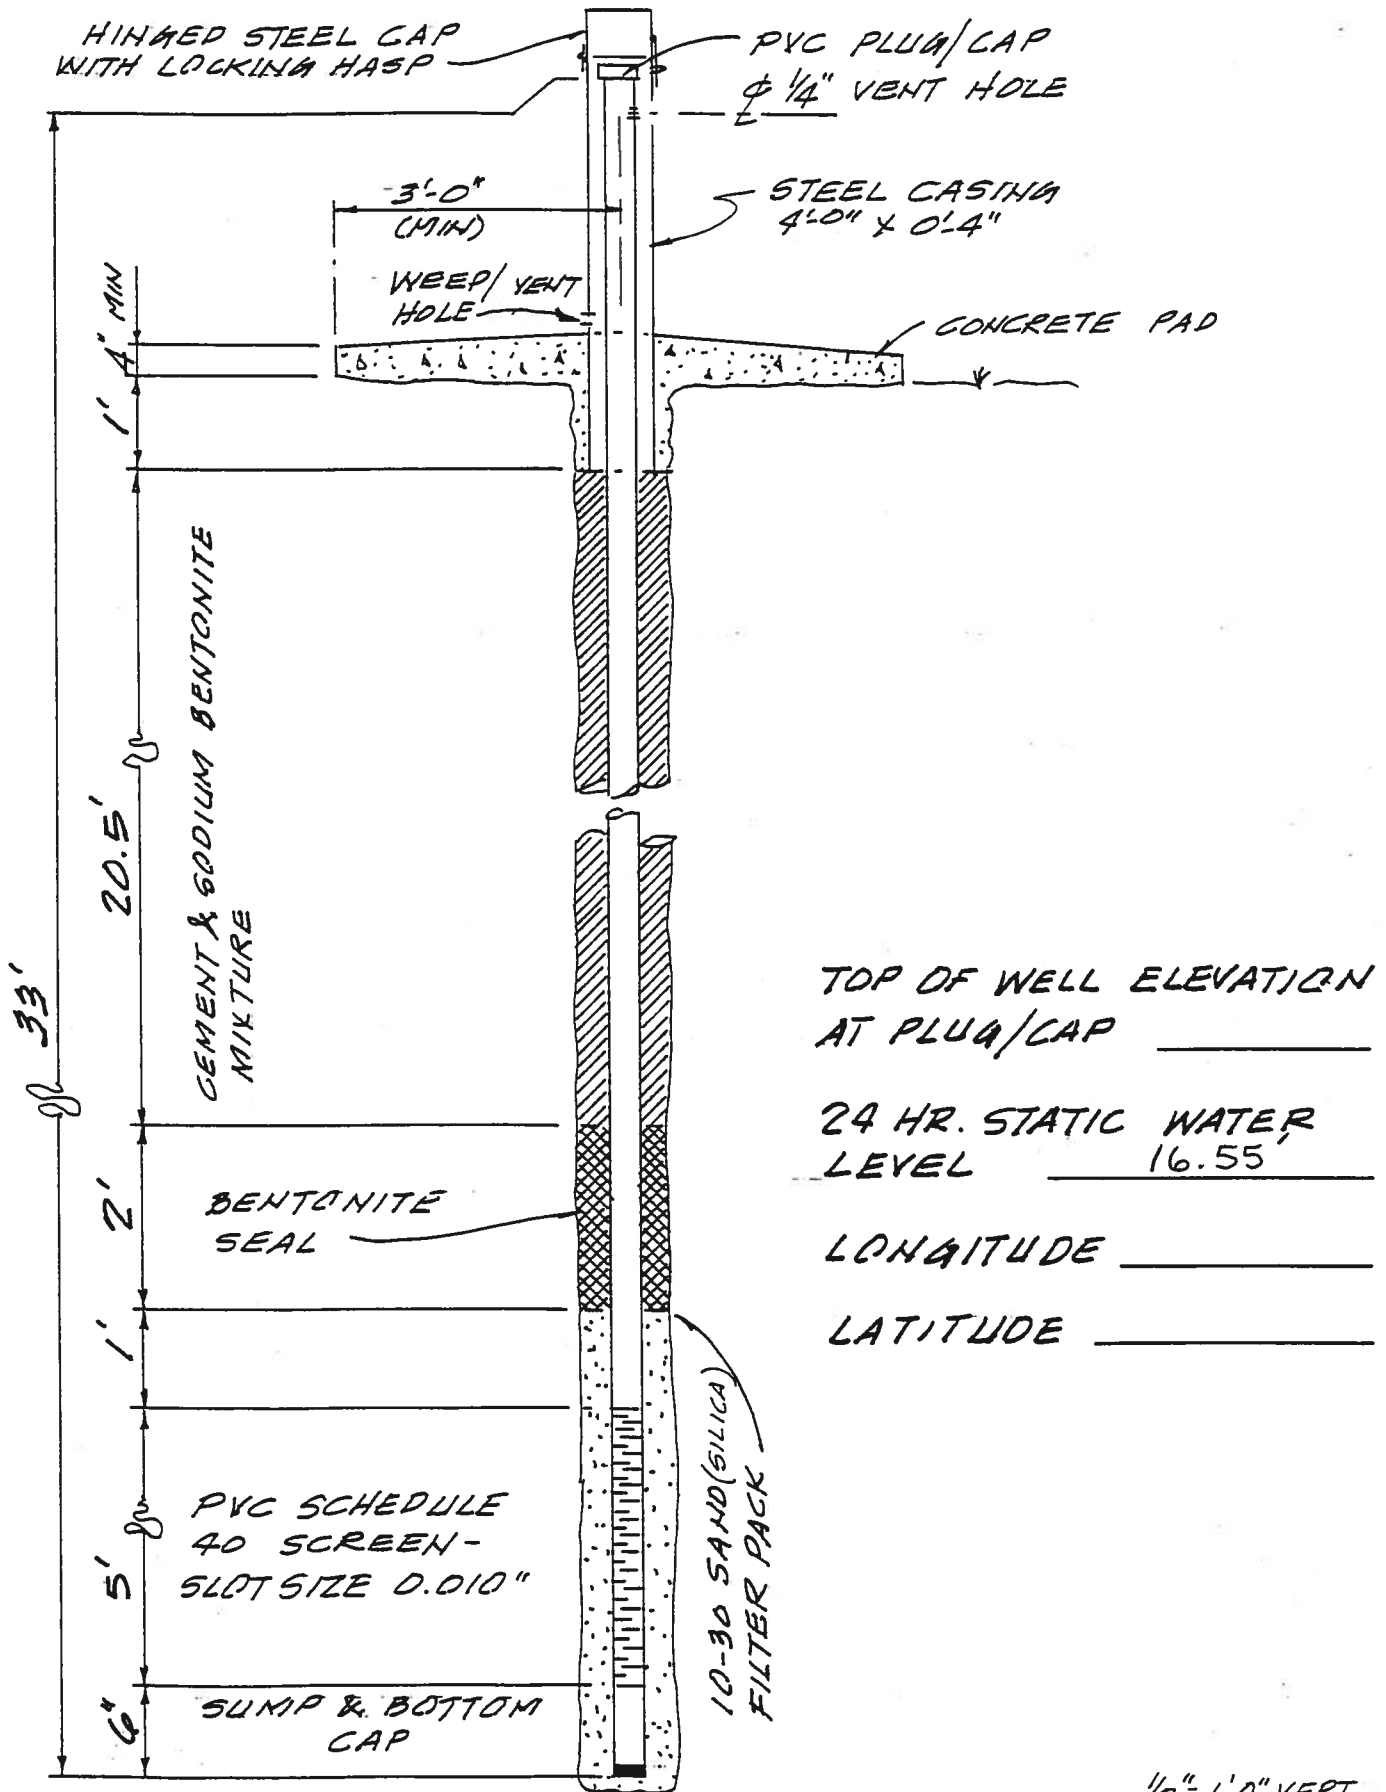 HINGED STEEL CAP
WITH LOCKING HASP
PVC PLUG/CAP
¢ 1/4" VENT HOLE
3'-0"
(MIN)
STEEL CASING
4'-0" X 0'-4"
WEEP/VENT
HOLE
4" MIN
CONCRETE PAD
1'
20.5'
CEMENT & SODIUM BENTONITE
MIXTURE
33'
TOP OF WELL ELEVATION
AT PLUG/CAP
24 HR. STATIC WATER
LEVEL 16.55'
2'
BENTONITE
SEAL
LONGITUDE
LATITUDE
1'
10-30 SAND (SILICA)
FILTER PACK
5'
PVC SCHEDULE
40 SCREEN-
SLOT SIZE 0.010"
6"
SUMP & BOTTOM
CAP